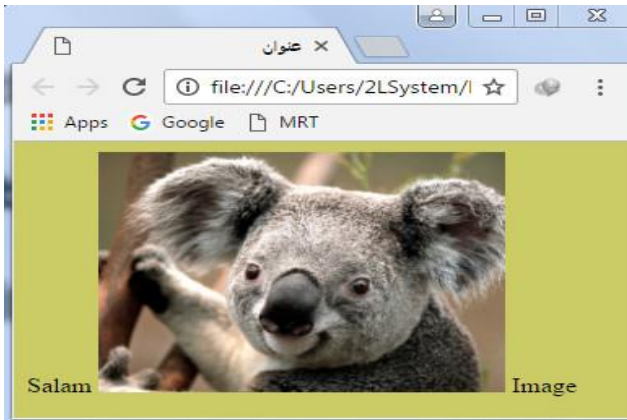 عنوان
file:///C:/Users/2LSystem/
Apps Google MRT
Salam Image